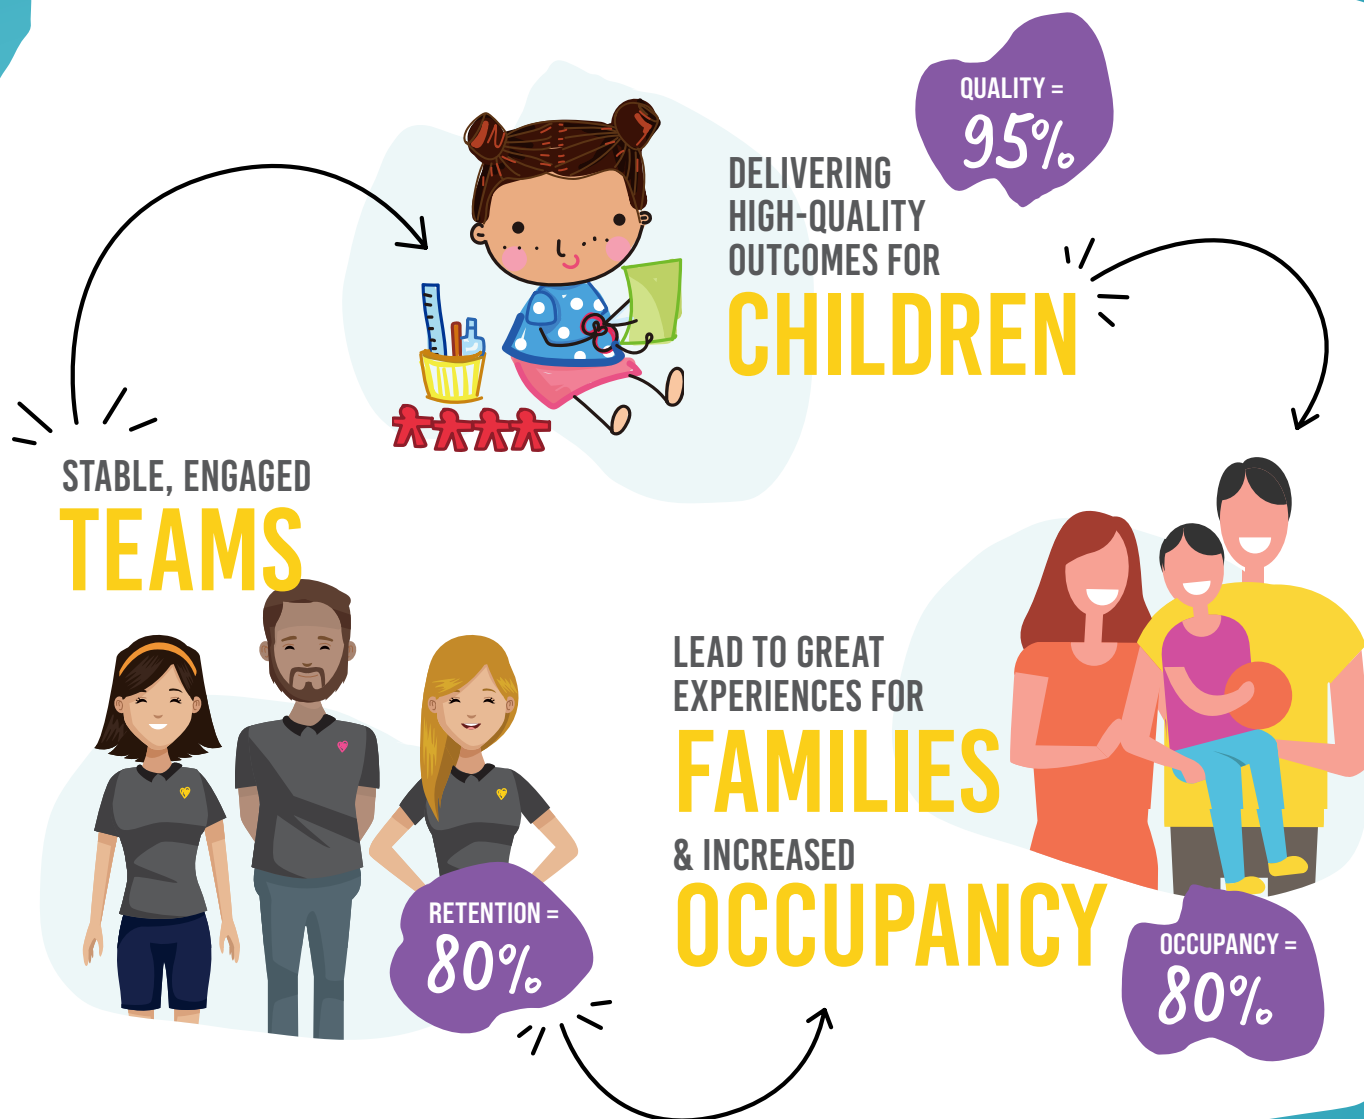 STABLE, ENGAGED
TEAMS
RETENTION =
80%
DELIVERING
HIGH-QUALITY
OUTCOMES FOR
CHILDREN
QUALITY =
95%
LEAD TO GREAT
EXPERIENCES FOR
FAMILIES
& INCREASED
OCCUPANCY
OCCUPANCY =
80%